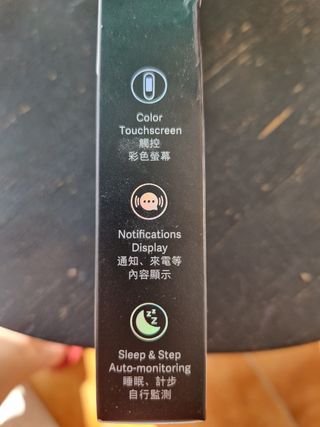 Color
Touchscreen
觸控
彩色螢幕
Notifications
Display
通知、來電等
內容顯示
Sleep & Step
Auto-monitoring
睡眠、計步
自行監測